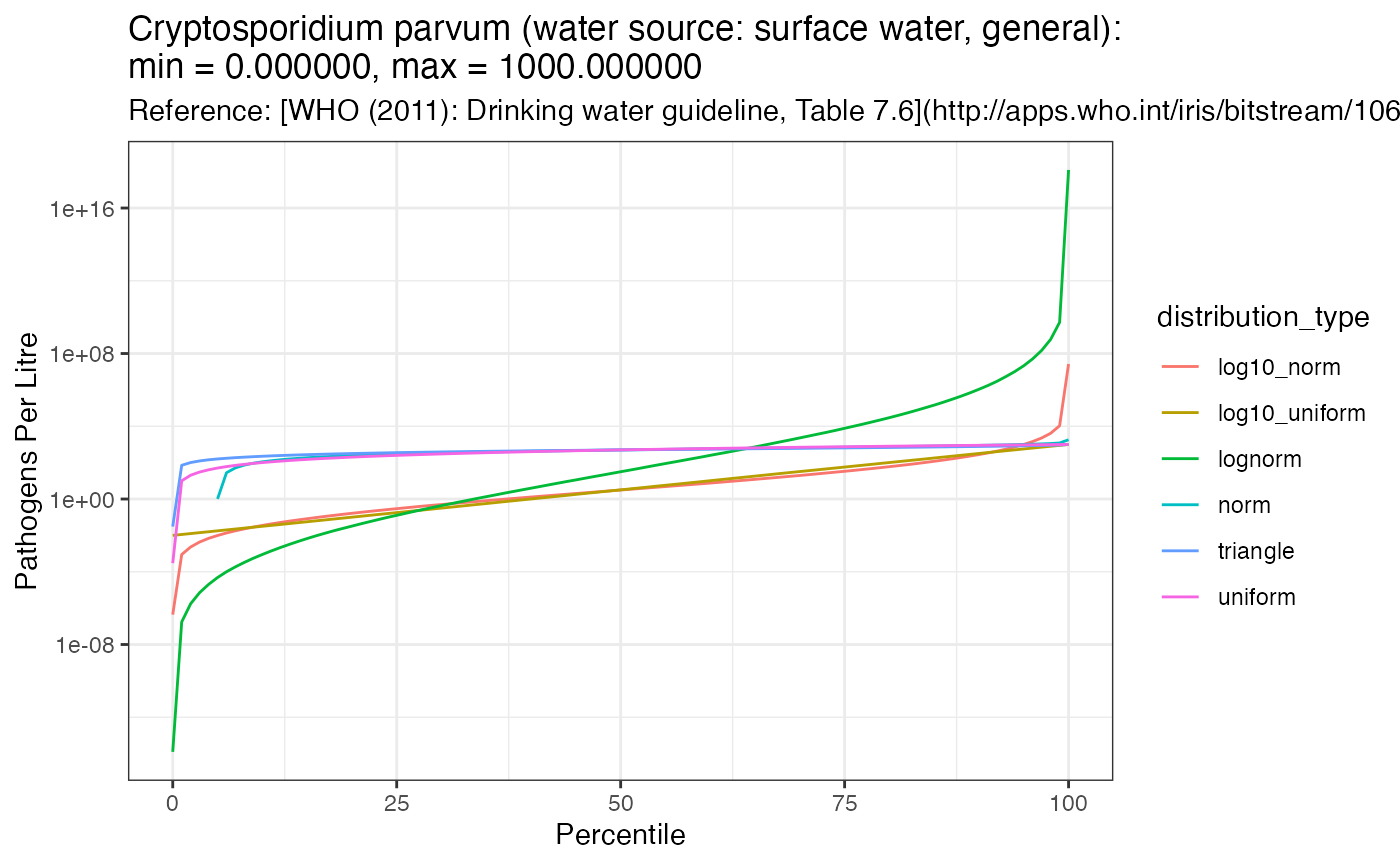 Cryptosporidium parvum (water source: surface water, general):
min = 0.000000, max = 1000.000000
Reference: [WHO (2011): Drinking water guideline, Table 7.6](http://apps.who.int/iris/bitstream/106
Pathogens Per Litre
1e+16
1e+08
1e+00
1e-08
0 25 50 75 100
Percentile
distribution_type
log10_norm
log10_uniform
lognorm
norm
triangle
uniform